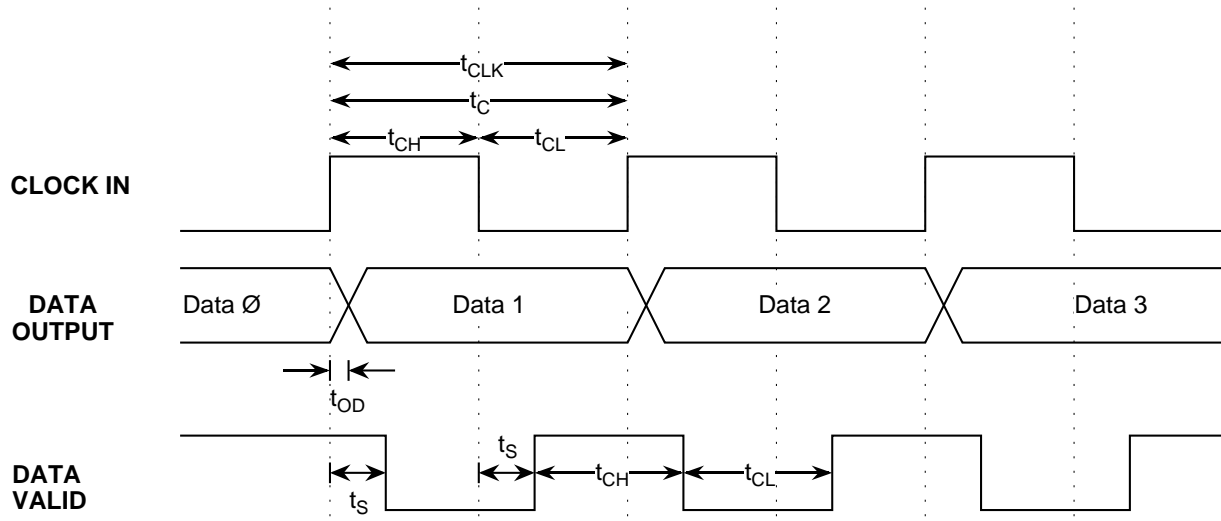 tCLK
tC
tCH tCL
CLOCK IN
DATA
OUTPUT
Data Ø Data 1 Data 2 Data 3
tOD
DATA
VALID
tS tS tCH tCL